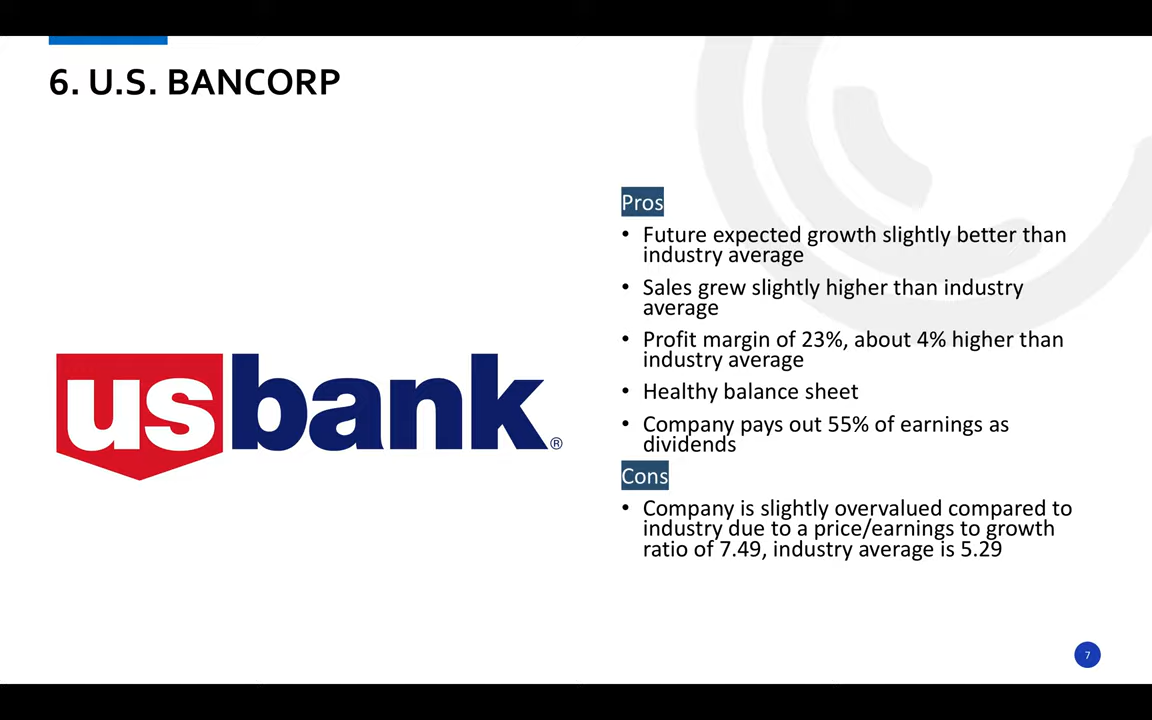 6. U.S. BANCORP
usbank®
Pros
• Future expected growth slightly better than
industry average
• Sales grew slightly higher than industry
average
• Profit margin of 23%, about 4% higher than
industry average
• Healthy balance sheet
• Company pays out 55% of earnings as
dividends
Cons
• Company is slightly overvalued compared to
industry due to a price/earnings to growth
ratio of 7.49, industry average is 5.29
7